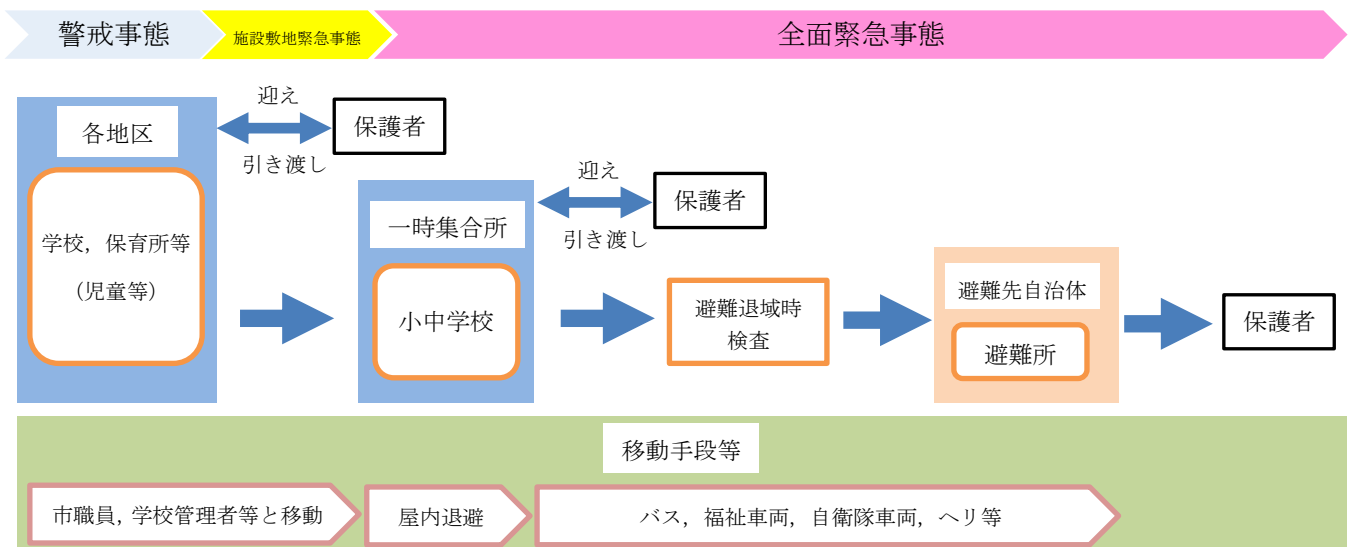 警戒事態
施設敷地緊急事態
全面緊急事態
各地区
学校，保育所等
（児童等）
迎え
引き渡し
保護者
一時集合所
小中学校
迎え
引き渡し
保護者
避難退域時
検査
避難先自治体
避難所
保護者
移動手段等
市職員，学校管理者等と移動
屋内退避
バス，福祉車両，自衛隊車両，ヘリ等